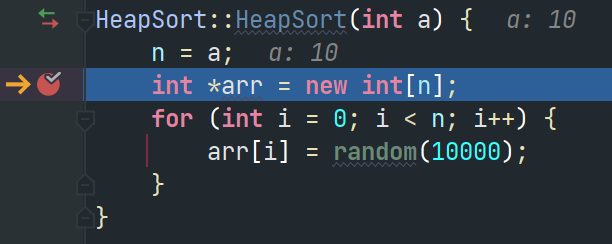 HeapSort::HeapSort(int a) { a: 10
n = a; a: 10
int *arr = new int[n];
for (int i = 0; i < n; i++) {
arr[i] = random(10000);
}
}